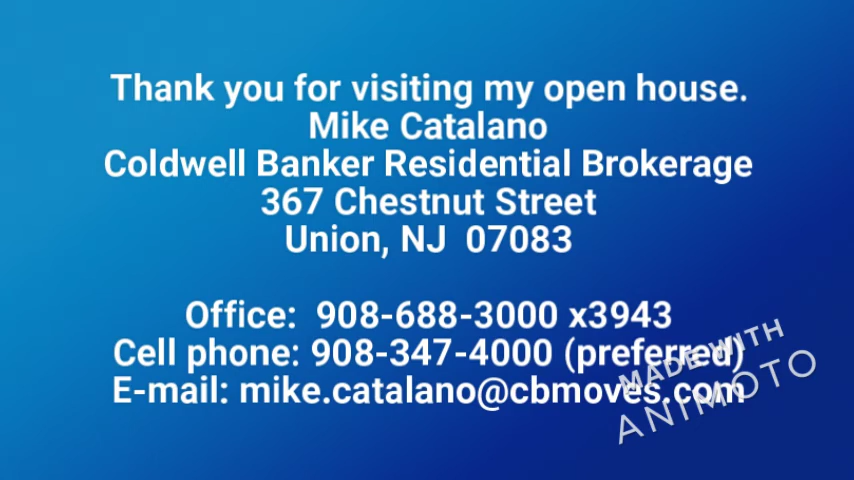 Thank you for visiting my open house.
Mike Catalano
Coldwell Banker Residential Brokerage
367 Chestnut Street
Union, NJ  07083
Office:  908-688-3000 x3943
Cell phone: 908-347-4000 (preferred)
E-mail: mike.catalano@cbmoves.com
MADE WITH
ANIMOTO